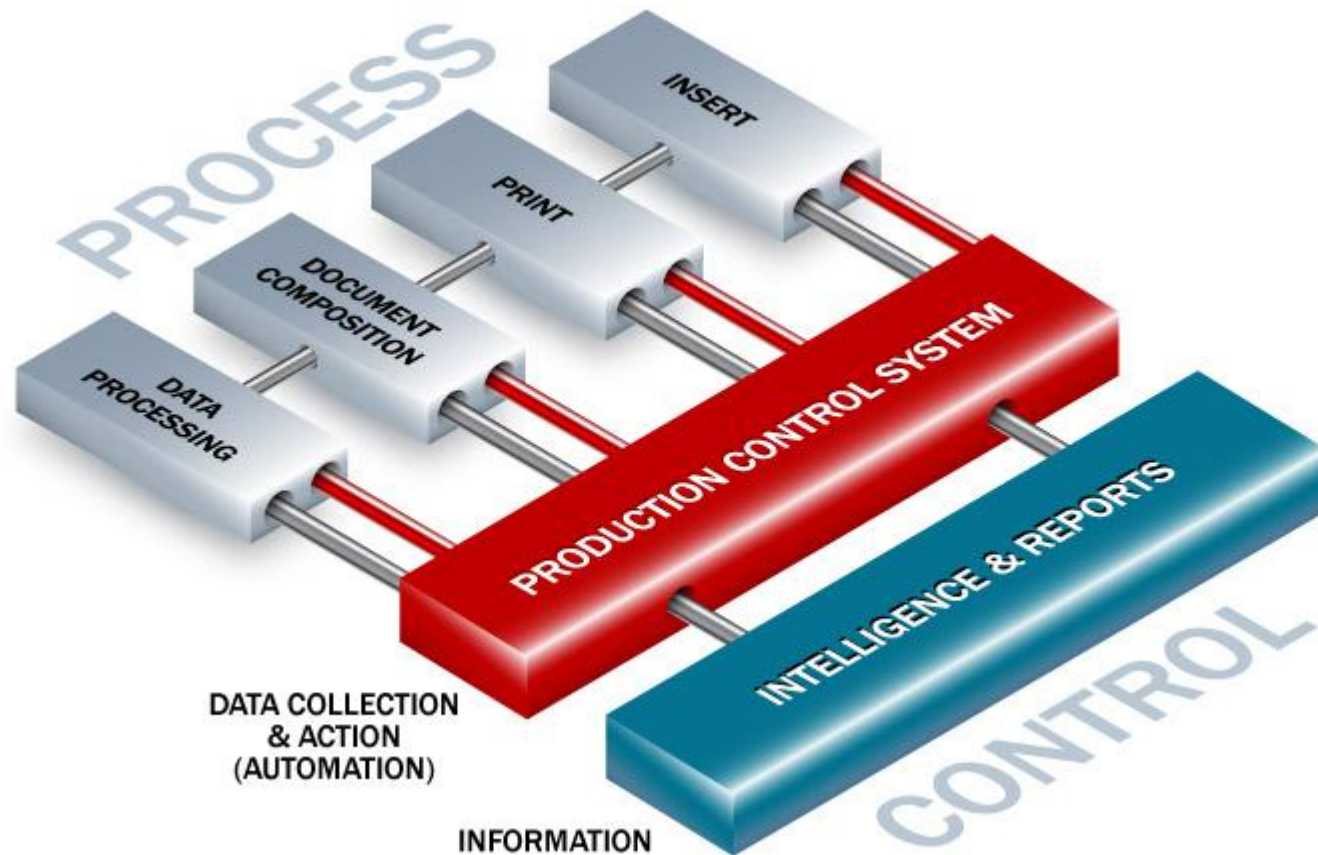 PROCESS
INSERT
PRINT
DOCUMENT
COMPOSITION
DATA
PROCESSING
PRODUCTION CONTROL SYSTEM
INTELLIGENCE & REPORTS
CONTROL
DATA COLLECTION
& ACTION
(AUTOMATION)
INFORMATION